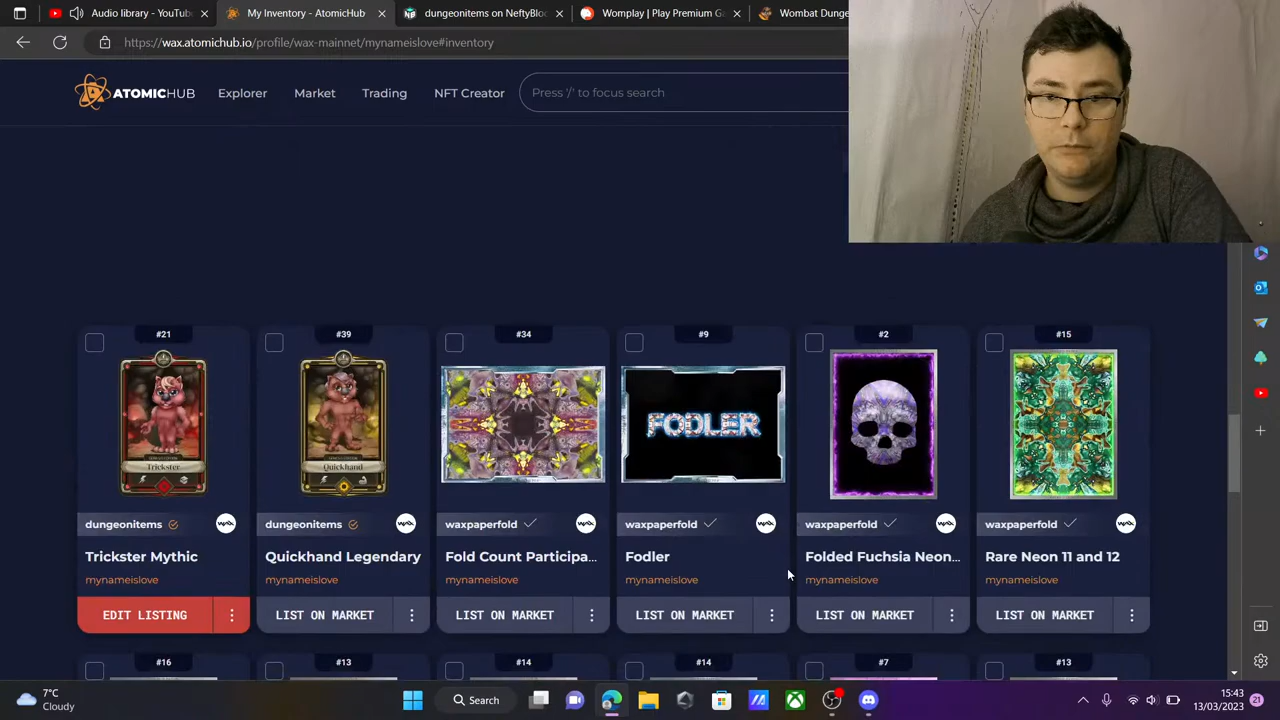 Audio library - YouTub
My Inventory - AtomicHub
dungeonitems on NeftyBloc
Womplay | Play Premium Ga
Wombat Dunge
https://wax.atomichub.io/profile/wax-mainnet/mynameislove#inventory
ATOMICHUB
Explorer
Market
Trading
NFT Creator
Press '/' to focus search
#21
#39
#34
#9
#2
#15
Trickster
Quickhand
FODLER
dungeonitems
dungeonitems
waxpaperfold
waxpaperfold
waxpaperfold
waxpaperfold
Trickster Mythic
Quickhand Legendary
Fold Count Participa...
Fodler
Folded Fuchsia Neon...
Rare Neon 11 and 12
mynameislove
mynameislove
mynameislove
mynameislove
mynameislove
mynameislove
EDIT LISTING
LIST ON MARKET
LIST ON MARKET
LIST ON MARKET
LIST ON MARKET
LIST ON MARKET
#16
#13
#14
#14
#7
#13
7°C
Cloudy
Search
15:43
13/03/2023
21